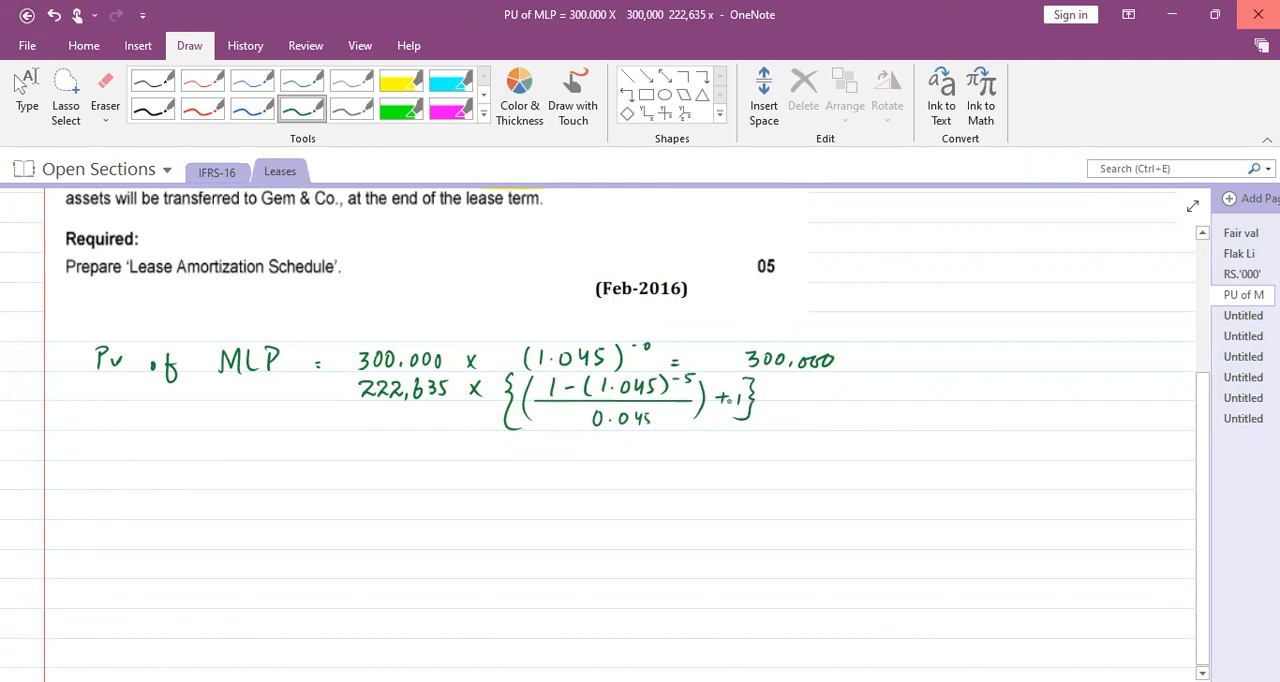 PU of MLP = 300.000 X 300,000 222,635 x - OneNote
Sign in
File Home Insert Draw History Review View Help
Type
Lasso Select
Eraser
Color & Thickness
Draw with Touch
Insert Space
Delete
Arrange
Rotate
Ink to Text
Ink to Math
Tools Shapes Edit Convert
Open Sections IFRS-16 Leases Search (Ctrl+E)
Add Pag
assets will be transferred to Gem & Co., at the end of the lease term.
Required:
Prepare 'Lease Amortization Schedule'. 05
(Feb-2016)
Pv of MLP = 300.000 x (1.045)^-0 = 300.000
222,635 x {((1-(1.045)^-5)/0.045)+1}
Fair val
Flak Li
RS.'000'
PU of M
Untitled
Untitled
Untitled
Untitled
Untitled
Untitled